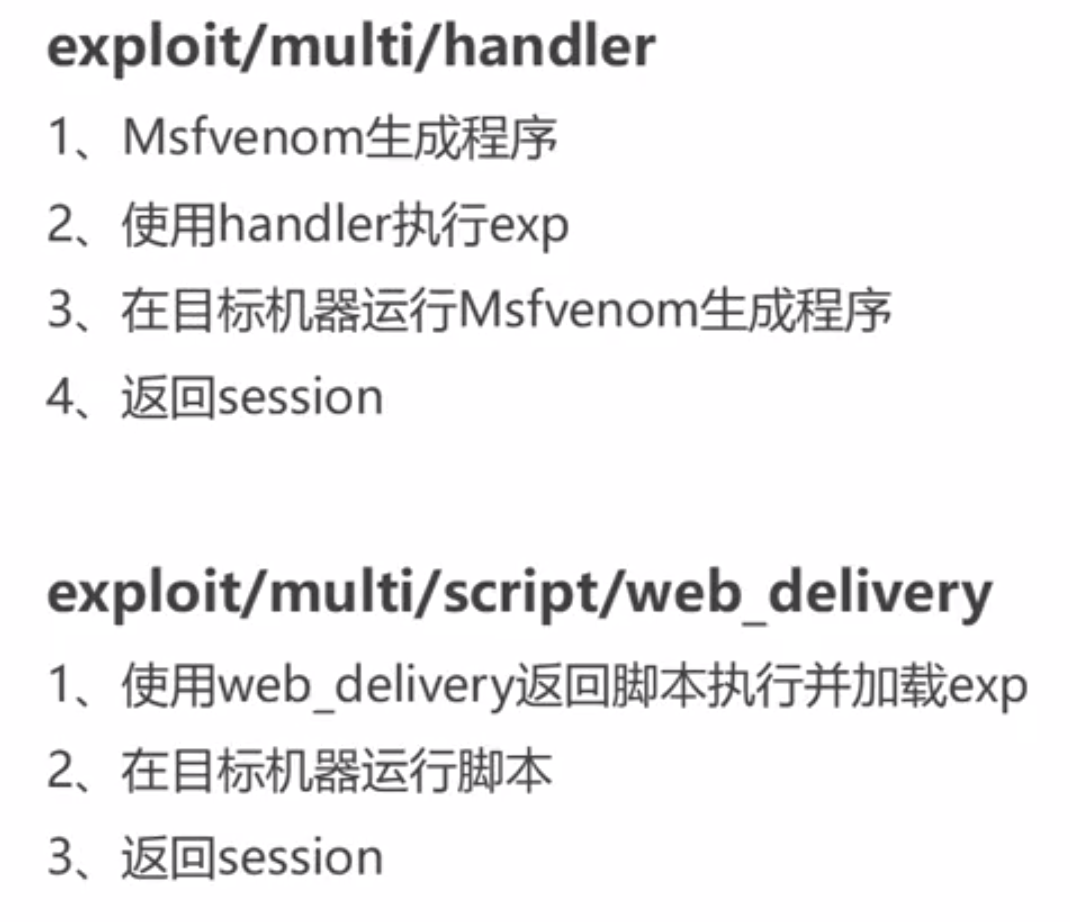 exploit/multi/handler
1、Msfvenom生成程序
2、使用handler执行exp
3、在目标机器运行Msfvenom生成程序
4、返回session
exploit/multi/script/web_delivery
1、使用web_delivery返回脚本执行并加载exp
2、在目标机器运行脚本
3、返回session